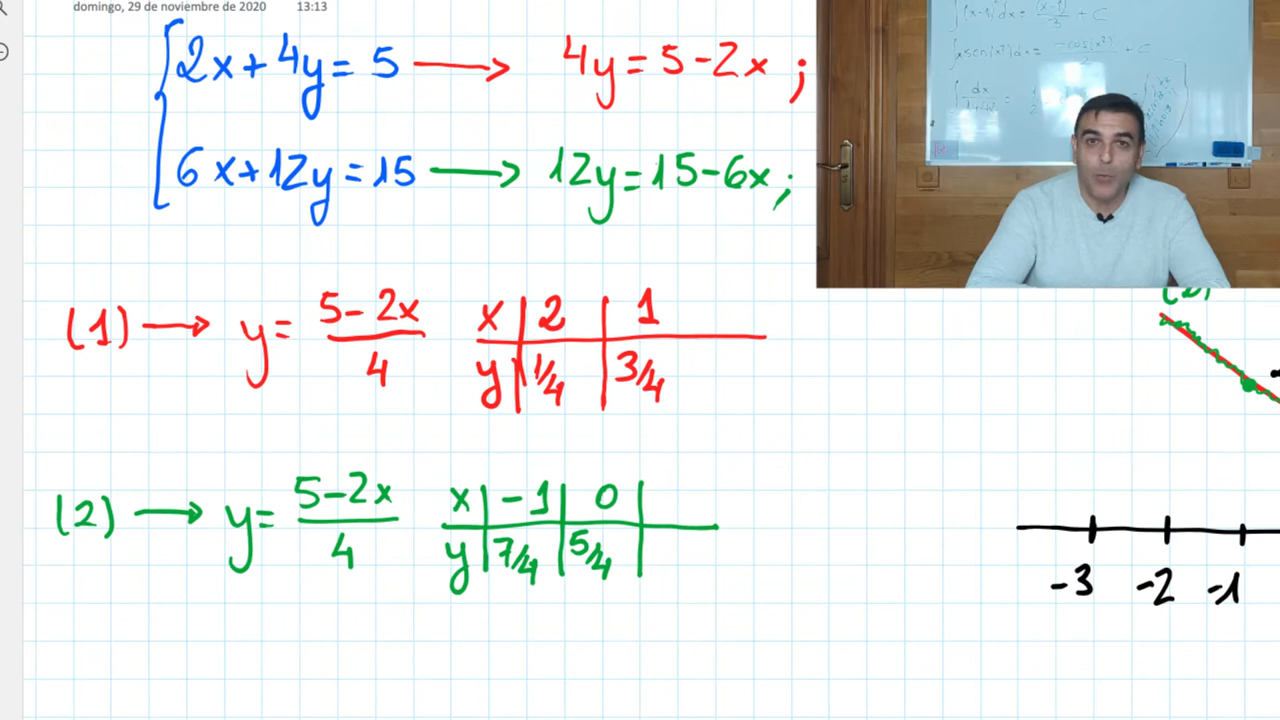 domingo, 29 de noviembre de 2020 13:13
2x+4y=5 → 4y=5-2x ;
6x+12y=15 → 12y=15-6x ;
(1) → y= 5-2x / 4
x | 2 | 1
y | 1/4 | 3/4
(2) → y= 5-2x / 4
x | -1 | 0
y | 7/4 | 5/4
-3 -2 -1